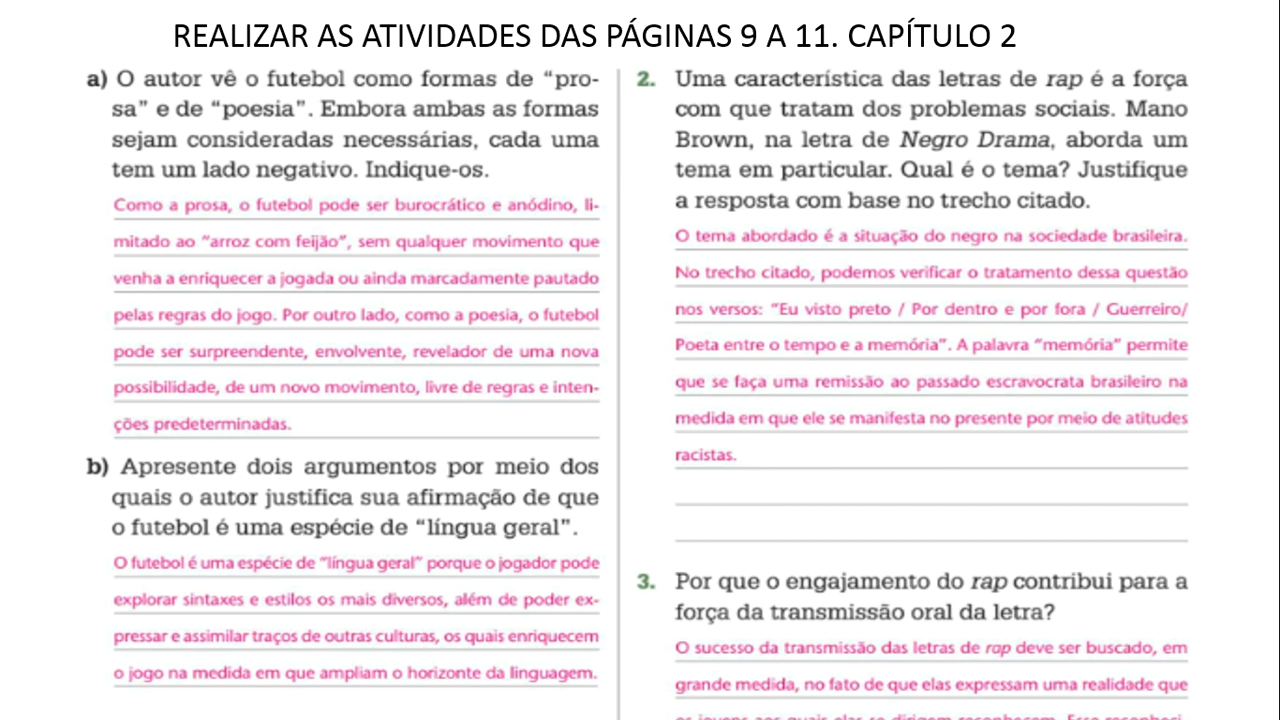 REALIZAR AS ATIVIDADES DAS PÁGINAS 9 A 11. CAPÍTULO 2
a) O autor vê o futebol como formas de “pro-
sa” e de “poesia”. Embora ambas as formas
sejam consideradas necessárias, cada uma
tem um lado negativo. Indique-os.
Como a prosa, o futebol pode ser burocrático e anódino, li-
mitado ao “arroz com feijão”, sem qualquer movimento que
venha a enriquecer a jogada ou ainda marcadamente pautado
pelas regras do jogo. Por outro lado, como a poesia, o futebol
pode ser surpreendente, envolvente, revelador de uma nova
possibilidade, de um novo movimento, livre de regras e inten-
ções predeterminadas.
b) Apresente dois argumentos por meio dos
quais o autor justifica sua afirmação de que
o futebol é uma espécie de “língua geral”.
O futebol é uma espécie de “língua geral” porque o jogador pode
explorar sintaxes e estilos os mais diversos, além de poder ex-
pressar e assimilar traços de outras culturas, os quais enriquecem
o jogo na medida em que ampliam o horizonte da linguagem.
2. Uma característica das letras de rap é a força
com que tratam dos problemas sociais. Mano
Brown, na letra de Negro Drama, aborda um
tema em particular. Qual é o tema? Justifique
a resposta com base no trecho citado.
O tema abordado é a situação do negro na sociedade brasileira.
No trecho citado, podemos verificar o tratamento dessa questão
nos versos: “Eu visto preto / Por dentro e por fora / Guerreiro/
Poeta entre o tempo e a memória”. A palavra “memória” permite
que se faça uma remissão ao passado escravocrata brasileiro na
medida em que ele se manifesta no presente por meio de atitudes
racistas.
3. Por que o engajamento do rap contribui para a
força da transmissão oral da letra?
O sucesso da transmissão das letras de rap deve ser buscado, em
grande medida, no fato de que elas expressam uma realidade que